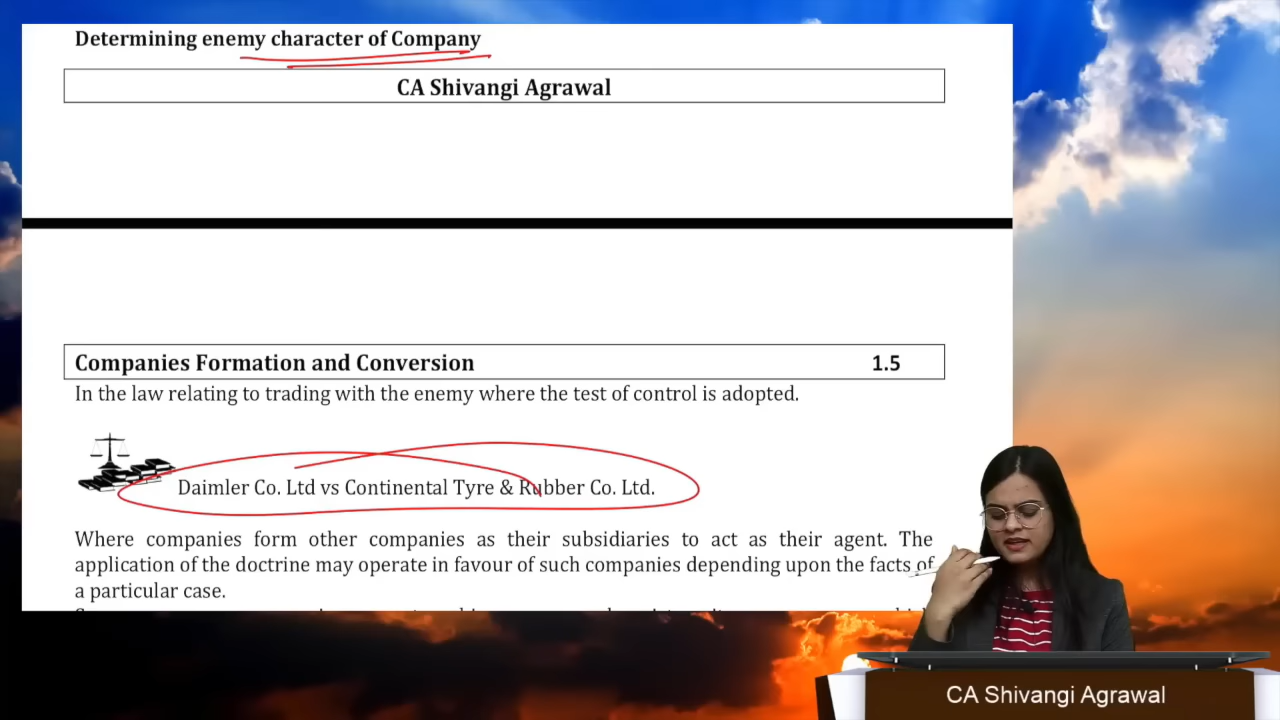 Determining enemy character of Company
CA Shivangi Agrawal
Companies Formation and Conversion 1.5
In the law relating to trading with the enemy where the test of control is adopted.
Daimler Co. Ltd vs Continental Tyre & Rubber Co. Ltd.
Where companies form other companies as their subsidiaries to act as their agent. The
application of the doctrine may operate in favour of such companies depending upon the facts of
a particular case.
CA Shivangi Agrawal